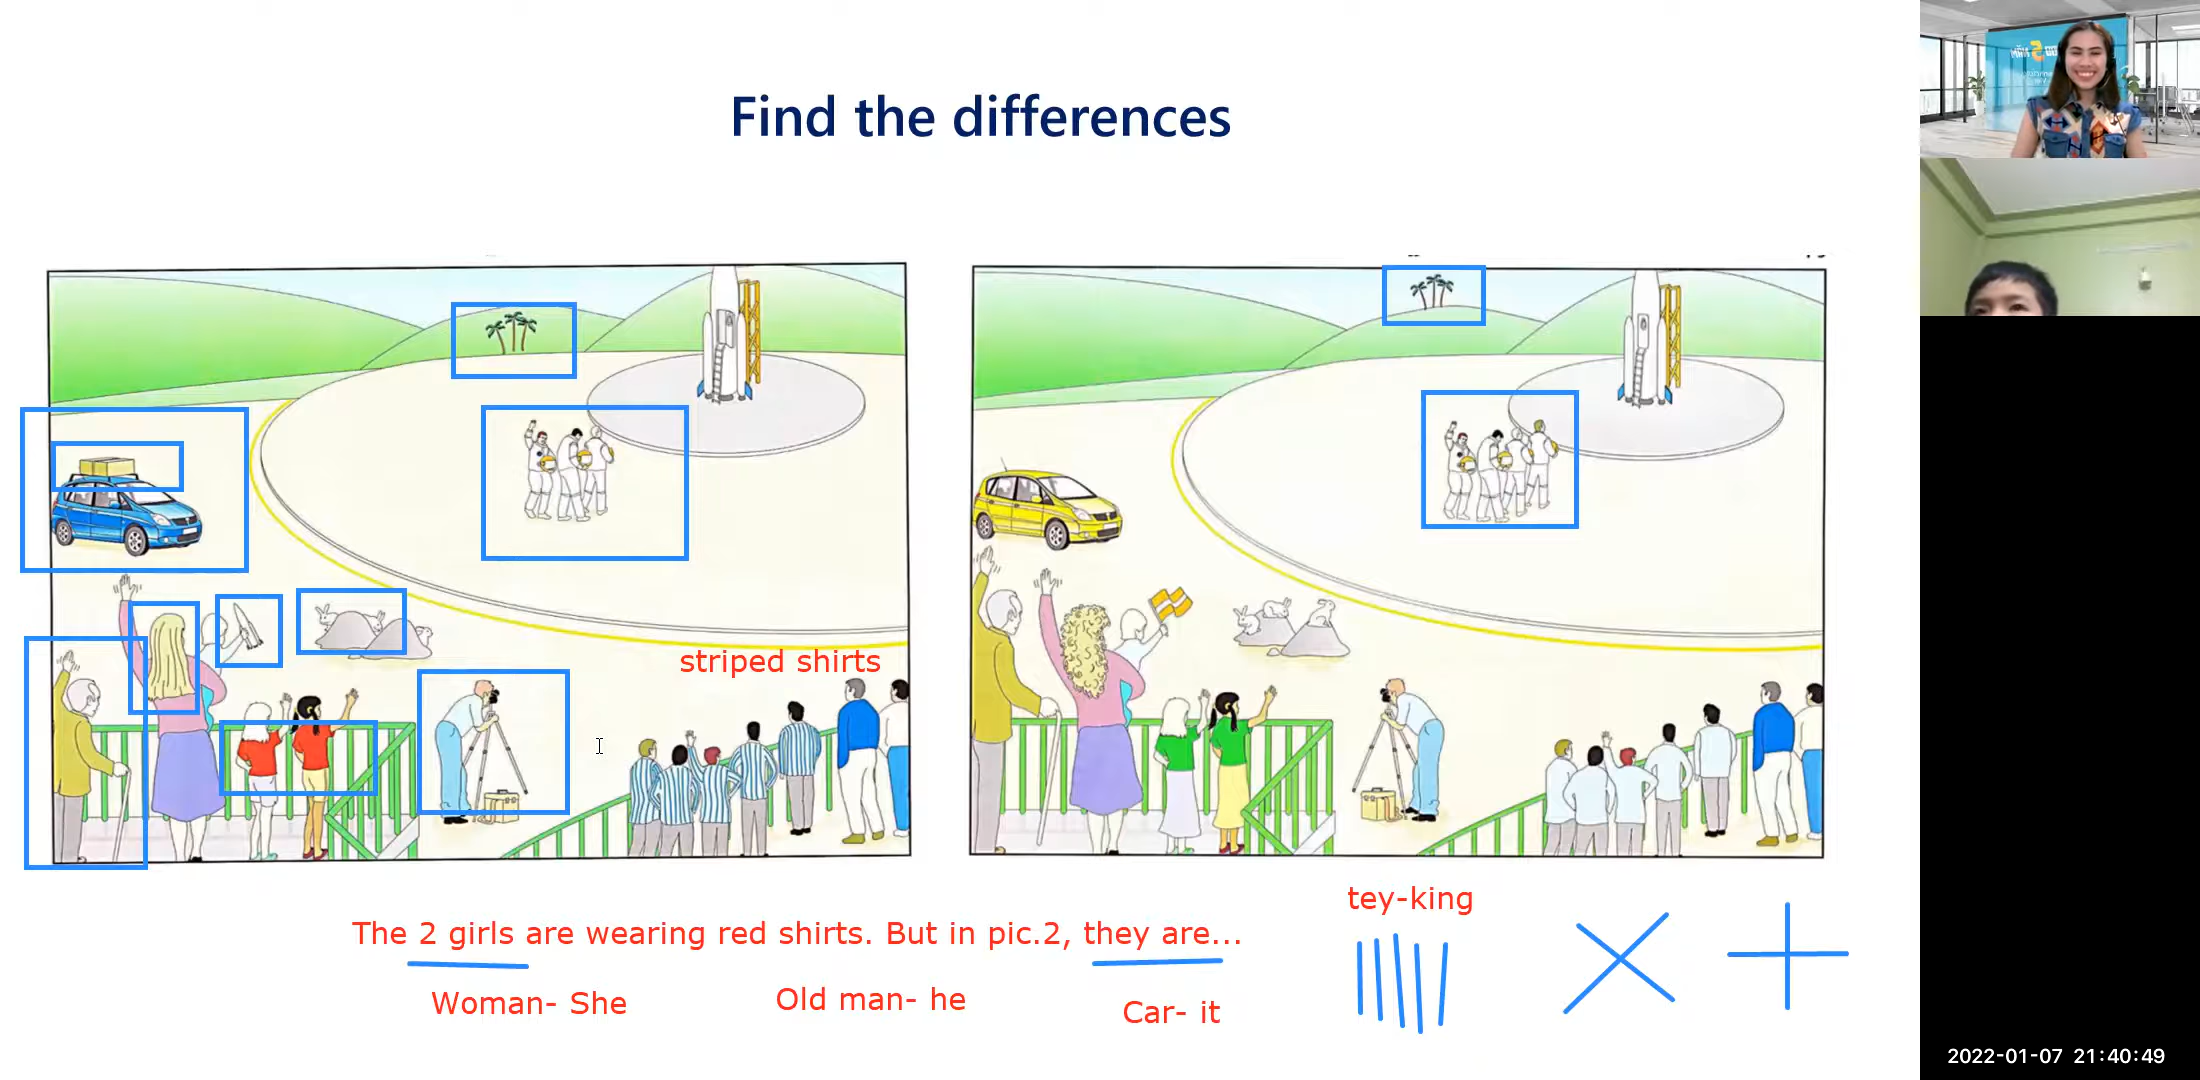 Find the differences
striped shirts
tey-king
The 2 girls are wearing red shirts. But in pic.2, they are...
Woman- She
Old man- he
Car- it
2022-01-07 21:40:49